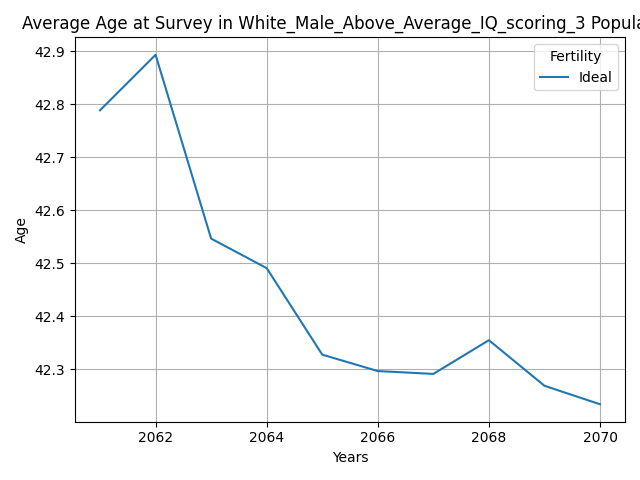 Average Age at Survey in White_Male_Above_Average_IQ_scoring_3 Popula
42.9
42.8
42.7
42.6
42.5
42.4
42.3
Age
Fertility
Ideal
2062 2064 2066 2068 2070
Years